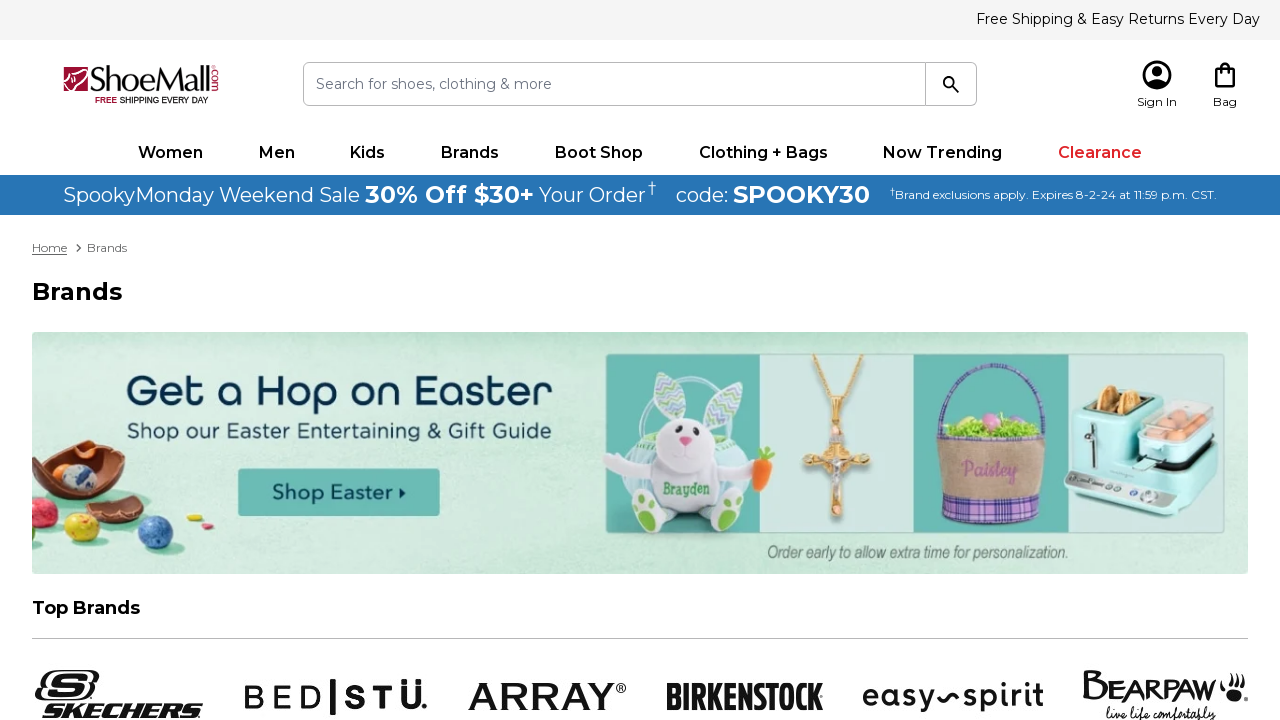 Free Shipping & Easy Returns Every Day
ShoeMall.com
FREE SHIPPING EVERY DAY
Search for shoes, clothing & more
Sign In
Bag
Women
Men
Kids
Brands
Boot Shop
Clothing + Bags
Now Trending
Clearance
SpookyMonday Weekend Sale 30% Off $30+ Your Order† code: SPOOKY30 †Brand exclusions apply. Expires 8-2-24 at 11:59 p.m. CST.
Home > Brands
Brands
Get a Hop on Easter
Shop our Easter Entertaining & Gift Guide
Shop Easter
Brayden
Paisley
Order early to allow extra time for personalization.
Top Brands
SKECHERS
BED|STÜ.
ARRAY®
BIRKENSTOCK
easy spirit
BEARPAW
live life comfortably